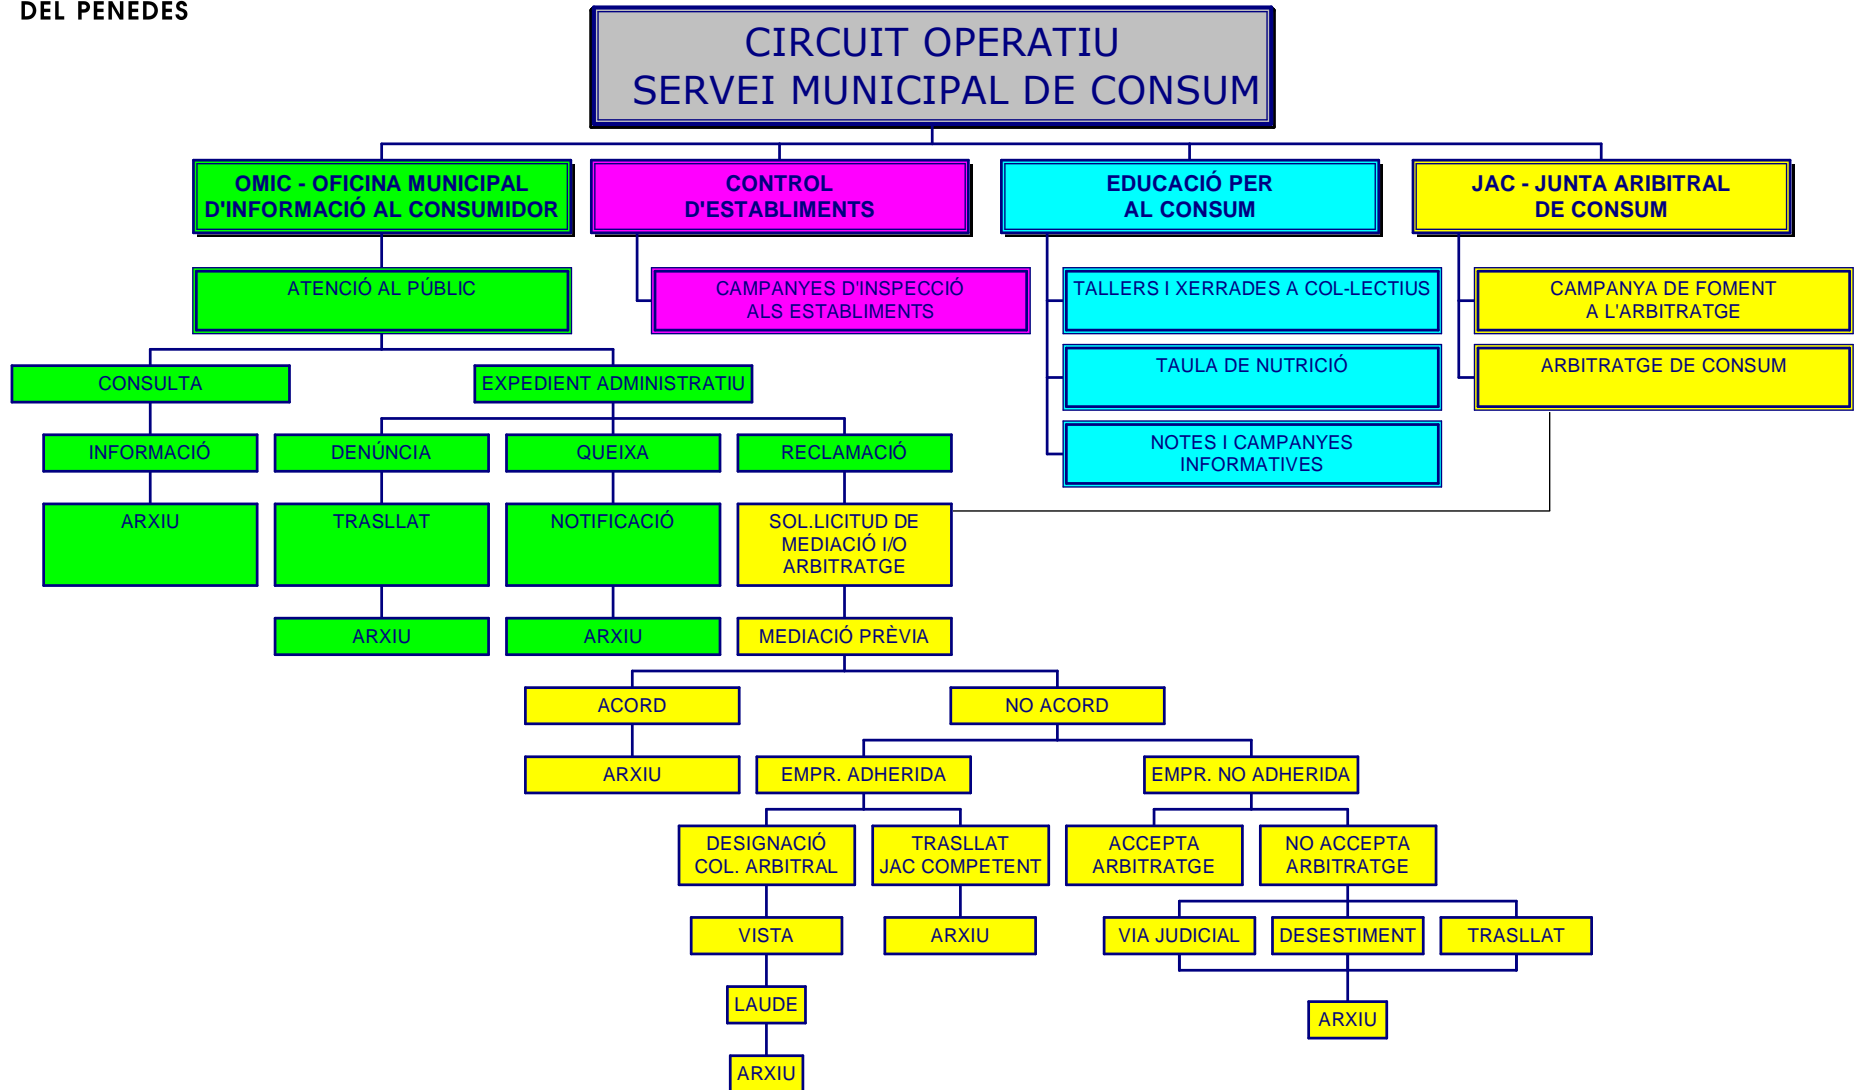 DEL PENEDÈS
CIRCUIT OPERATIU
SERVEI MUNICIPAL DE CONSUM
OMIC - OFICINA MUNICIPAL
D'INFORMACIÓ AL CONSUMIDOR
CONTROL
D'ESTABLIMENTS
EDUCACIÓ PER
AL CONSUM
JAC - JUNTA ARIBITRAL
DE CONSUM
ATENCIÓ AL PÚBLIC
CAMPANYES D'INSPECCIÓ
ALS ESTABLIMENTS
TALLERS I XERRADES A COL-LECTIUS
CAMPANYA DE FOMENT
A L'ARBITRATGE
TAULA DE NUTRICIÓ
ARBITRATGE DE CONSUM
CONSULTA
EXPEDIENT ADMINISTRATIU
NOTES I CAMPANYES
INFORMATIVES
INFORMACIÓ
DENÚNCIA
QUEIXA
RECLAMACIÓ
ARXIU
TRASLLAT
NOTIFICACIÓ
SOL.LICITUD DE
MEDIACIÓ I/O
ARBITRATGE
ARXIU
ARXIU
MEDIACIÓ PRÈVIA
ACORD
NO ACORD
ARXIU
EMPR. ADHERIDA
EMPR. NO ADHERIDA
DESIGNACIÓ
COL. ARBITRAL
TRASLLAT
JAC COMPETENT
ACCEPTA
ARBITRATGE
NO ACCEPTA
ARBITRATGE
VISTA
ARXIU
VIA JUDICIAL
DESESTIMENT
TRASLLAT
LAUDE
ARXIU
ARXIU